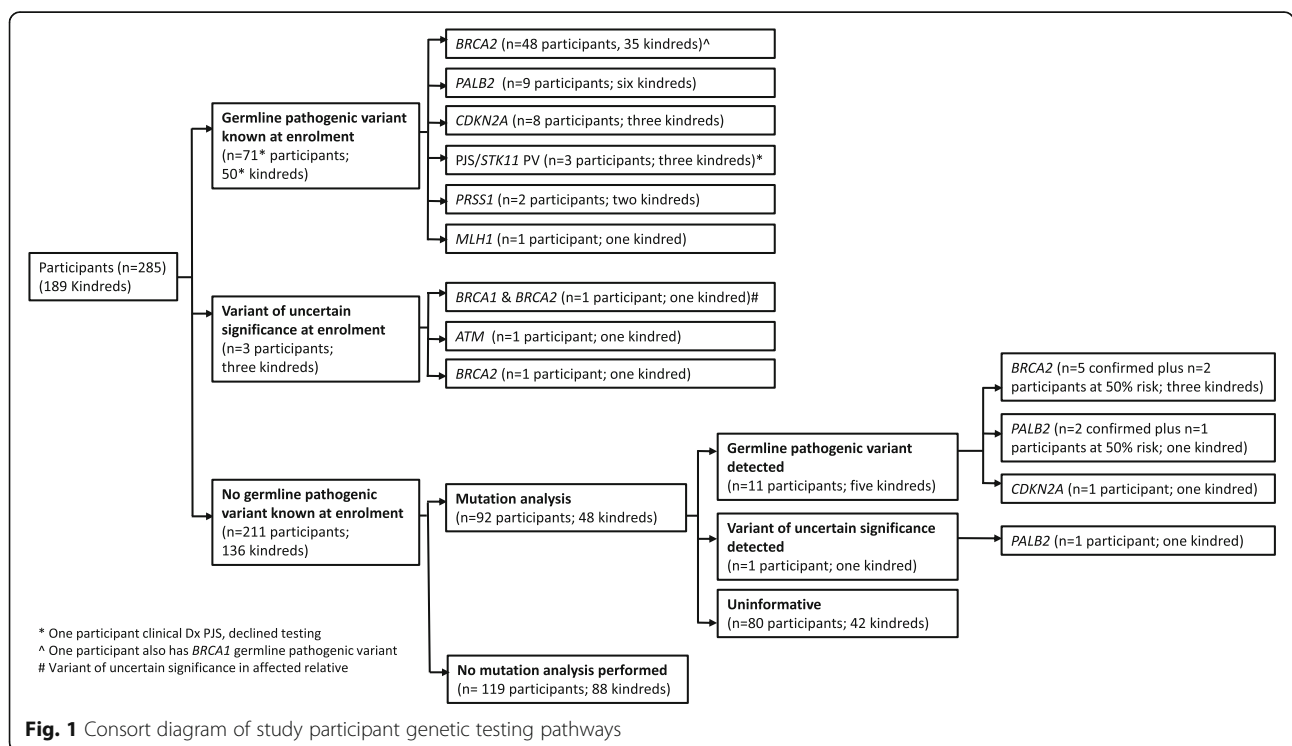 BRCA2 (n=48 participants, 35 kindreds)^
PALB2 (n=9 participants; six kindreds)
Germline pathogenic variant
known at enrolment
(n=71* participants;
50* kindreds)
CDKN2A (n=8 participants; three kindreds)
PJS/STK11 PV (n=3 participants; three kindreds)*
PRSS1 (n=2 participants; two kindreds)
MLH1 (n=1 participant; one kindred)
Participants (n=285)
(189 Kindreds)
Variant of uncertain
significance at enrolment
(n=3 participants;
three kindreds)
BRCA1 & BRCA2 (n=1 participant; one kindred)#
ATM (n=1 participant; one kindred)
BRCA2 (n=1 participant; one kindred)
No germline pathogenic
variant known at enrolment
(n=211 participants;
136 kindreds)
Mutation analysis
(n=92 participants; 48 kindreds)
Germline pathogenic variant
detected
(n=11 participants; five kindreds)
BRCA2 (n=5 confirmed plus n=2
participants at 50% risk; three kindreds)
PALB2 (n=2 confirmed plus n=1
participants at 50% risk; one kindred)
CDKN2A (n=1 participant; one kindred)
Variant of uncertain significance
detected
(n=1 participant; one kindred)
PALB2 (n=1 participant; one kindred)
Uninformative
(n=80 participants; 42 kindreds)
No mutation analysis performed
(n= 119 participants; 88 kindreds)
* One participant clinical Dx PJS, declined testing
^ One participant also has BRCA1 germline pathogenic variant
# Variant of uncertain significance in affected relative
Fig. 1 Consort diagram of study participant genetic testing pathways